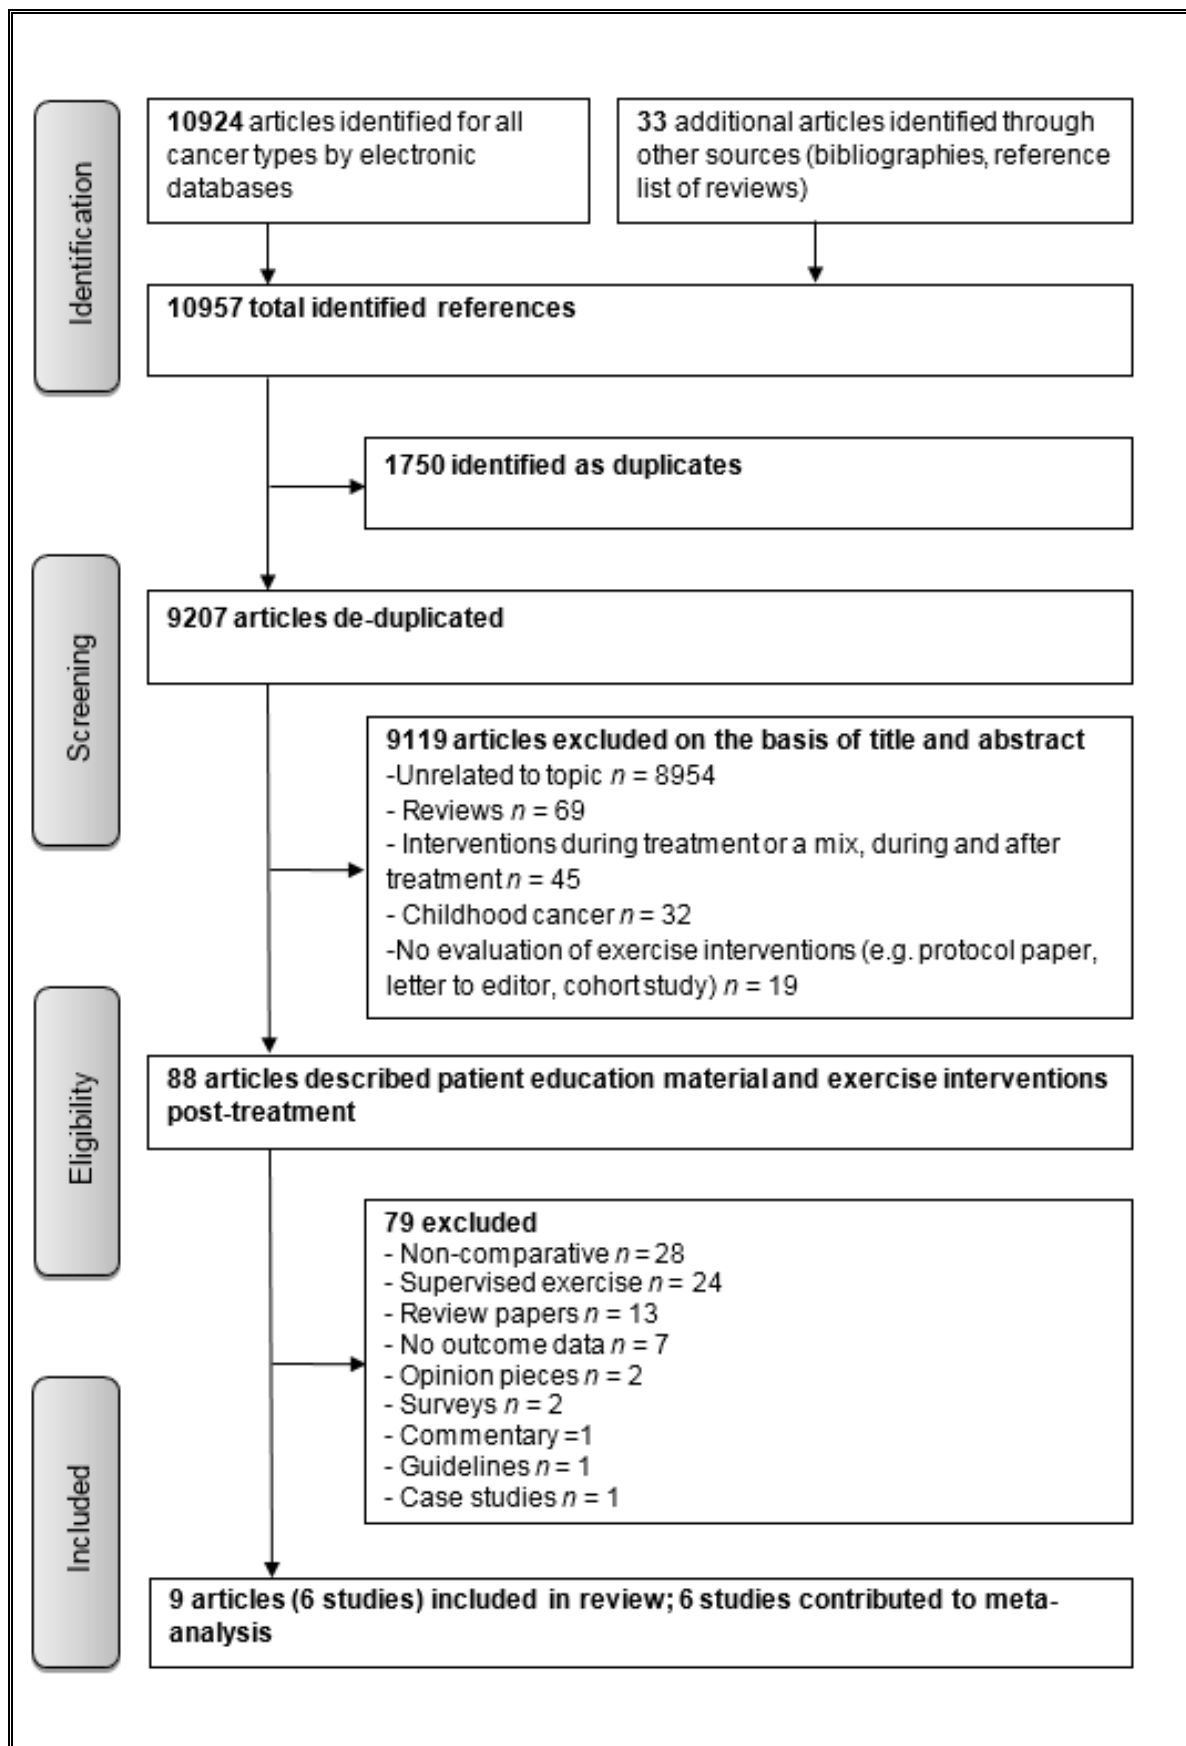 Identification
10924 articles identified for all
cancer types by electronic
databases
33 additional articles identified through
other sources (bibliographies, reference
list of reviews)
10957 total identified references
1750 identified as duplicates
Screening
9207 articles de-duplicated
9119 articles excluded on the basis of title and abstract
-Unrelated to topic n = 8954
- Reviews n = 69
- Interventions during treatment or a mix, during and after
treatment n = 45
- Childhood cancer n = 32
-No evaluation of exercise interventions (e.g. protocol paper,
letter to editor, cohort study) n = 19
Eligibility
88 articles described patient education material and exercise interventions
post-treatment
79 excluded
- Non-comparative n = 28
- Supervised exercise n = 24
- Review papers n = 13
- No outcome data n = 7
- Opinion pieces n = 2
- Surveys n = 2
- Commentary =1
- Guidelines n = 1
- Case studies n = 1
Included
9 articles (6 studies) included in review; 6 studies contributed to meta-
analysis